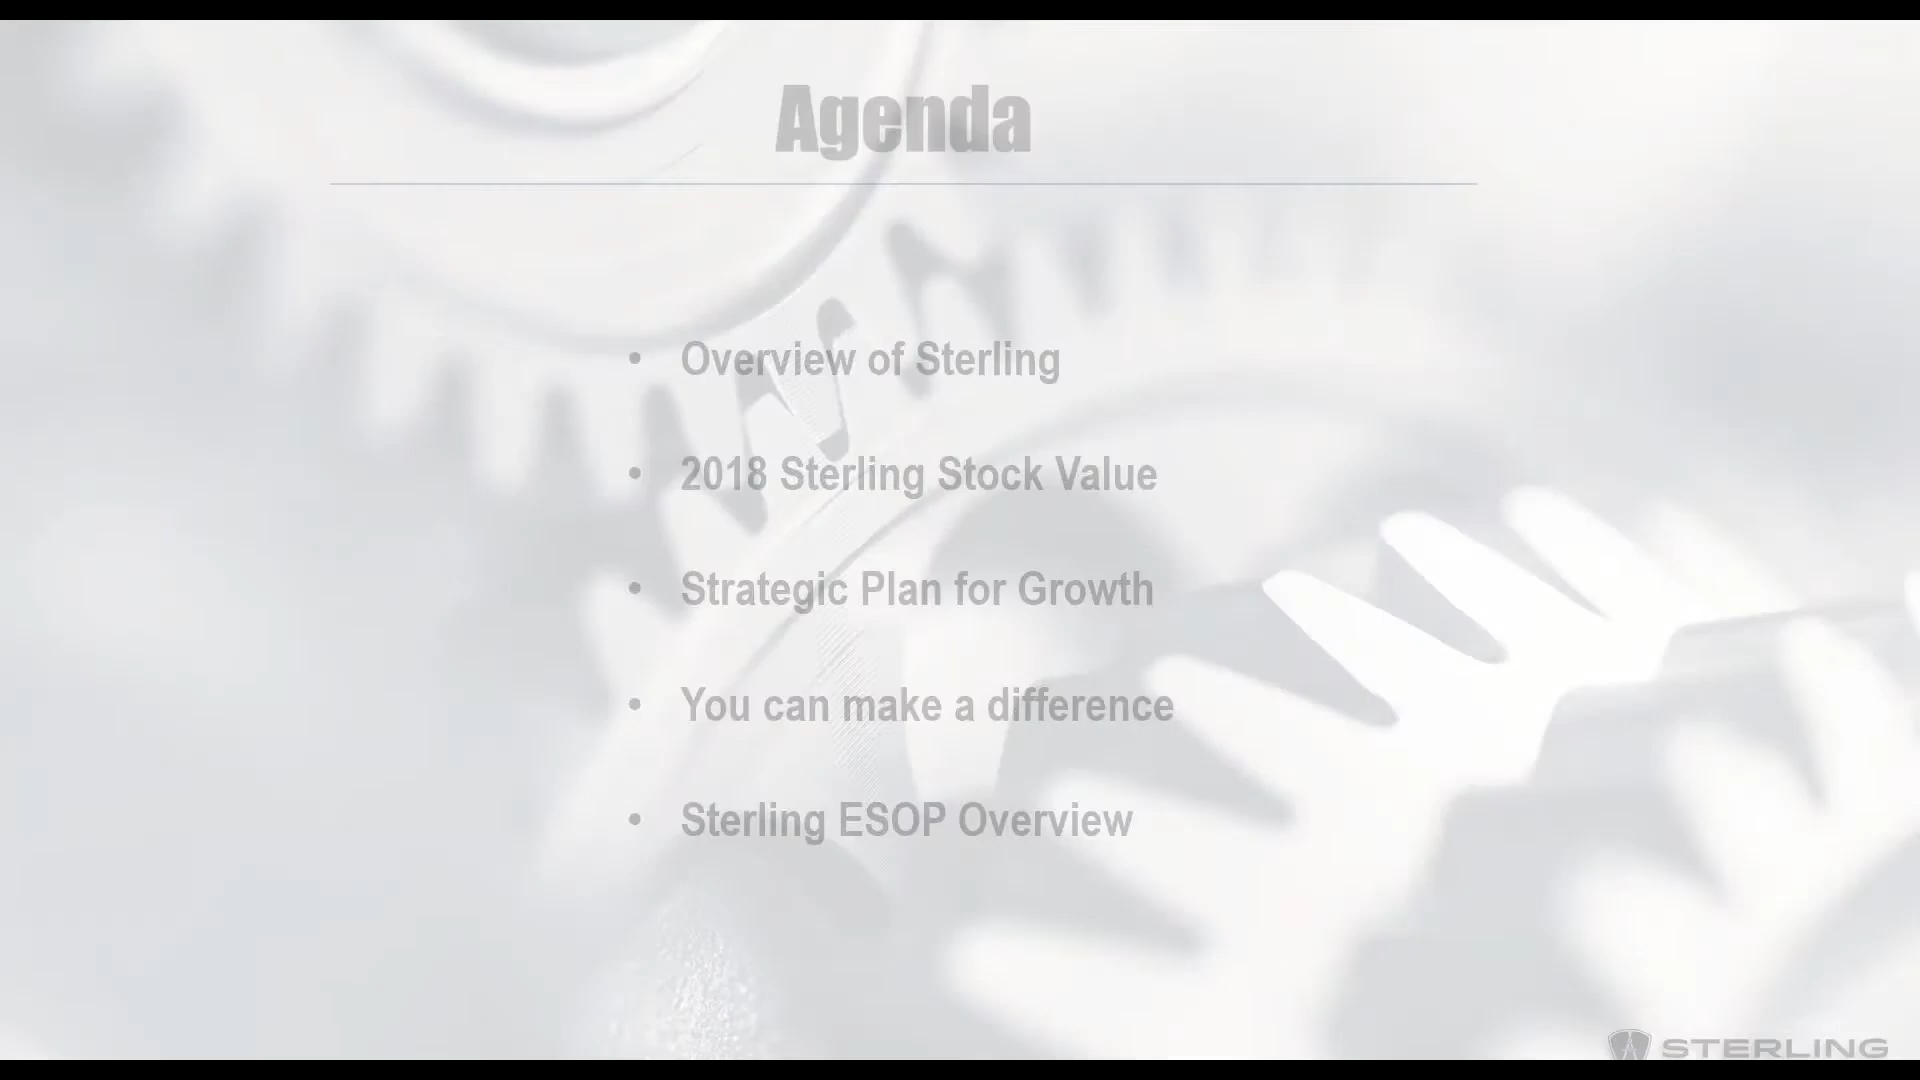 Agenda
• Overview of Sterling
• 2018 Sterling Stock Value
• Strategic Plan for Growth
• You can make a difference
• Sterling ESOP Overview
STERLING